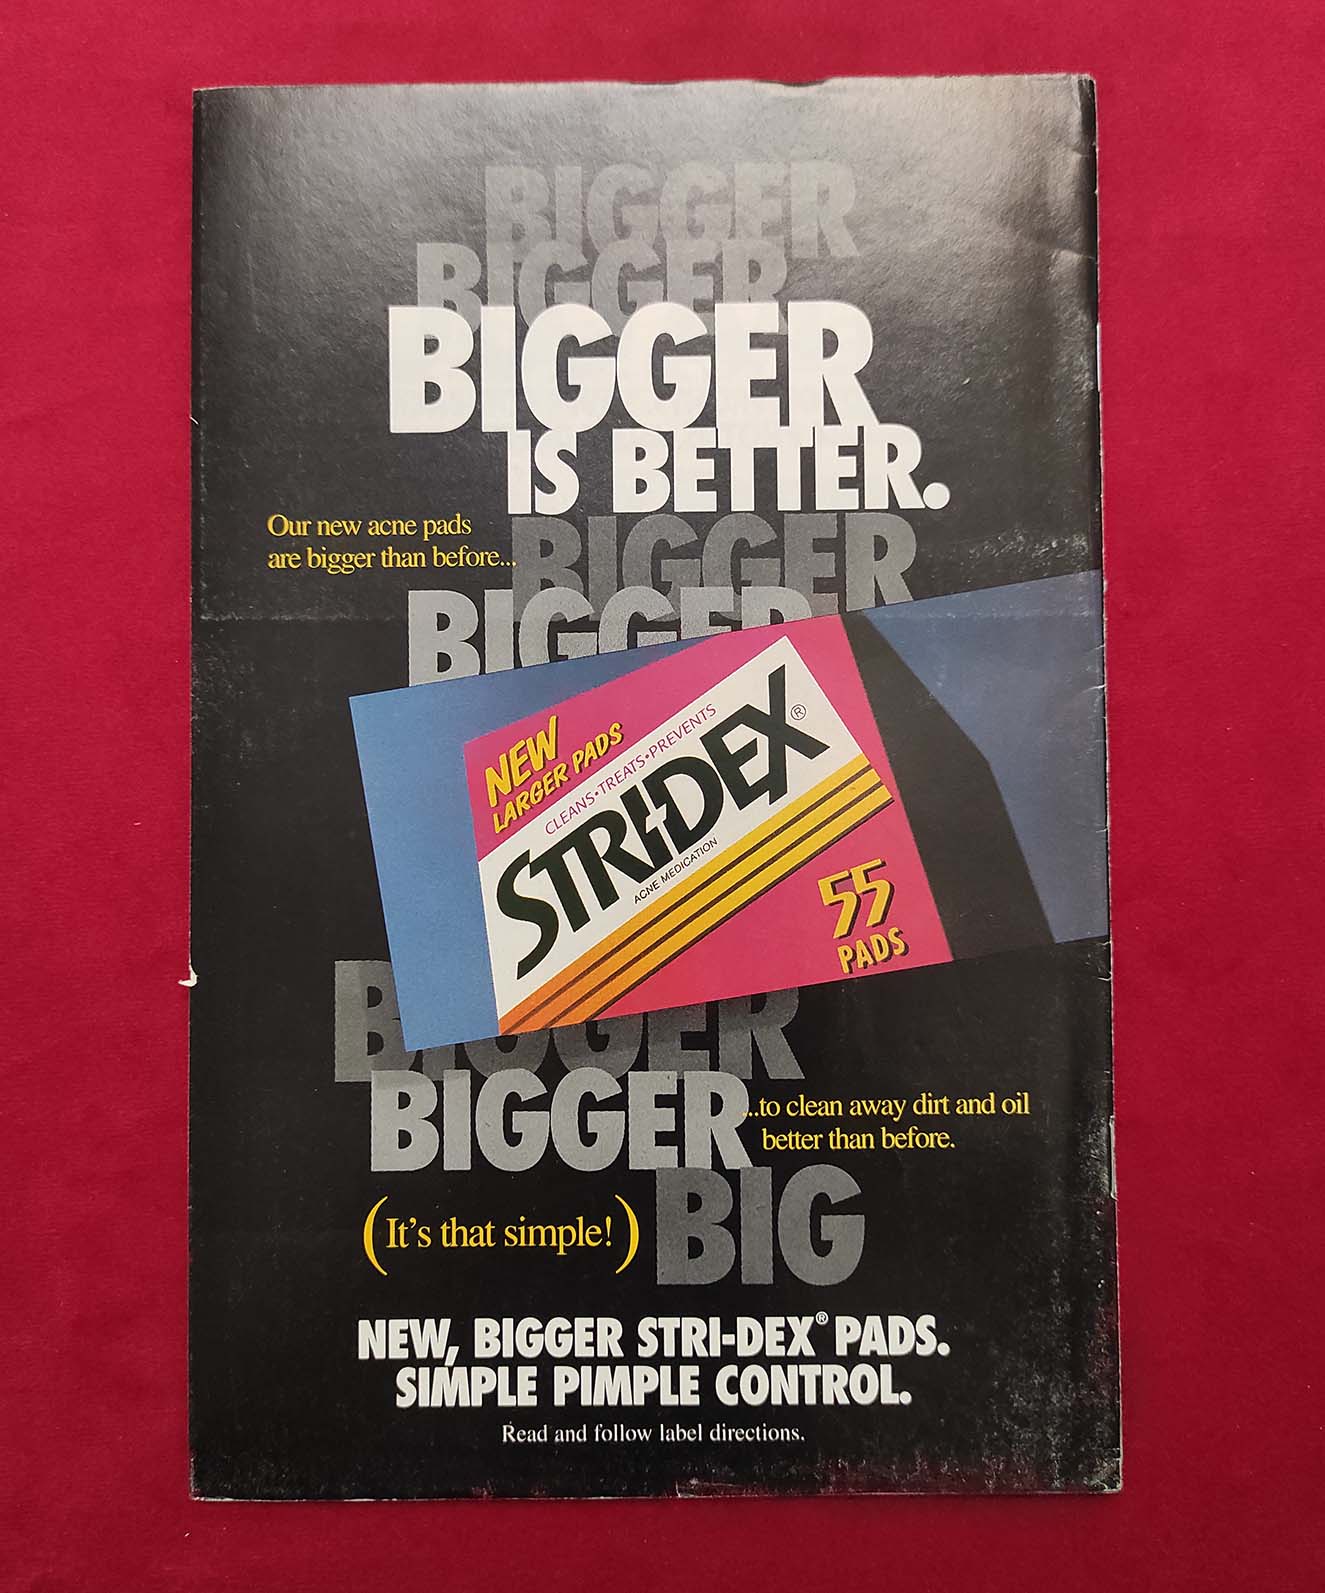 BIGGER
BIGGER
BIGGER
IS BETTER.
Our new acne pads
are bigger than before...
BIGGER
BIGGER
NEW
LARGER PADS
CLEANS•TREATS•PREVENTS
STRI-DEX®
ACNE MEDICATION
55
PADS
BIGGER
BIGGER
...to clean away dirt and oil
better than before.
(It's that simple!)
BIG
NEW, BIGGER STRI-DEX® PADS.
SIMPLE PIMPLE CONTROL.
Read and follow label directions.